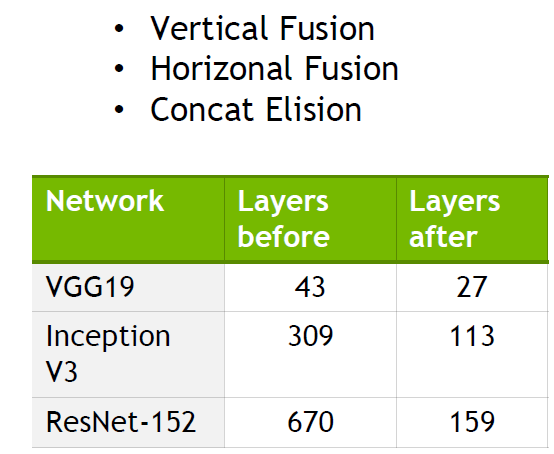 • Vertical Fusion
• Horizonal Fusion
• Concat Elision
Network Layers before Layers after
VGG19 43 27
Inception V3 309 113
ResNet-152 670 159